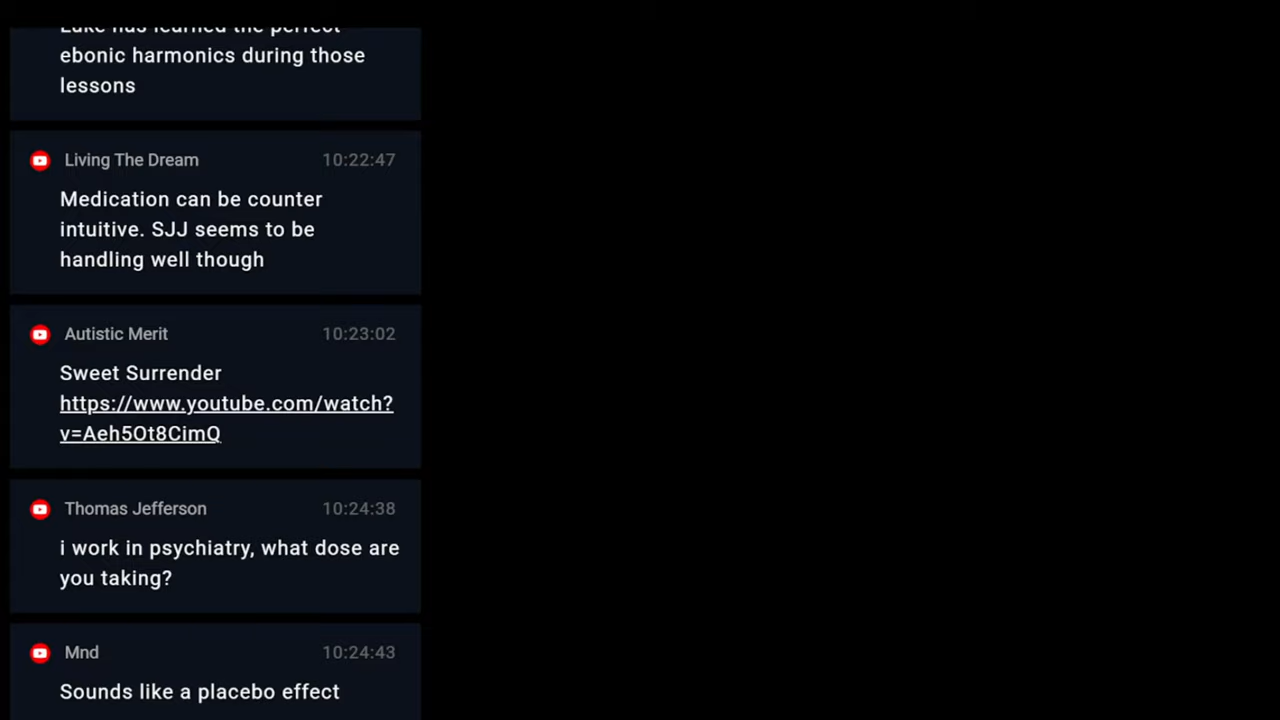 Luke has learned the perfect
ebonic harmonics during those
lessons
Living The Dream 10:22:47
Medication can be counter
intuitive. SJJ seems to be
handling well though
Autistic Merit 10:23:02
Sweet Surrender
https://www.youtube.com/watch?
v=Aeh5Ot8CimQ
Thomas Jefferson 10:24:38
i work in psychiatry, what dose are
you taking?
Mnd 10:24:43
Sounds like a placebo effect